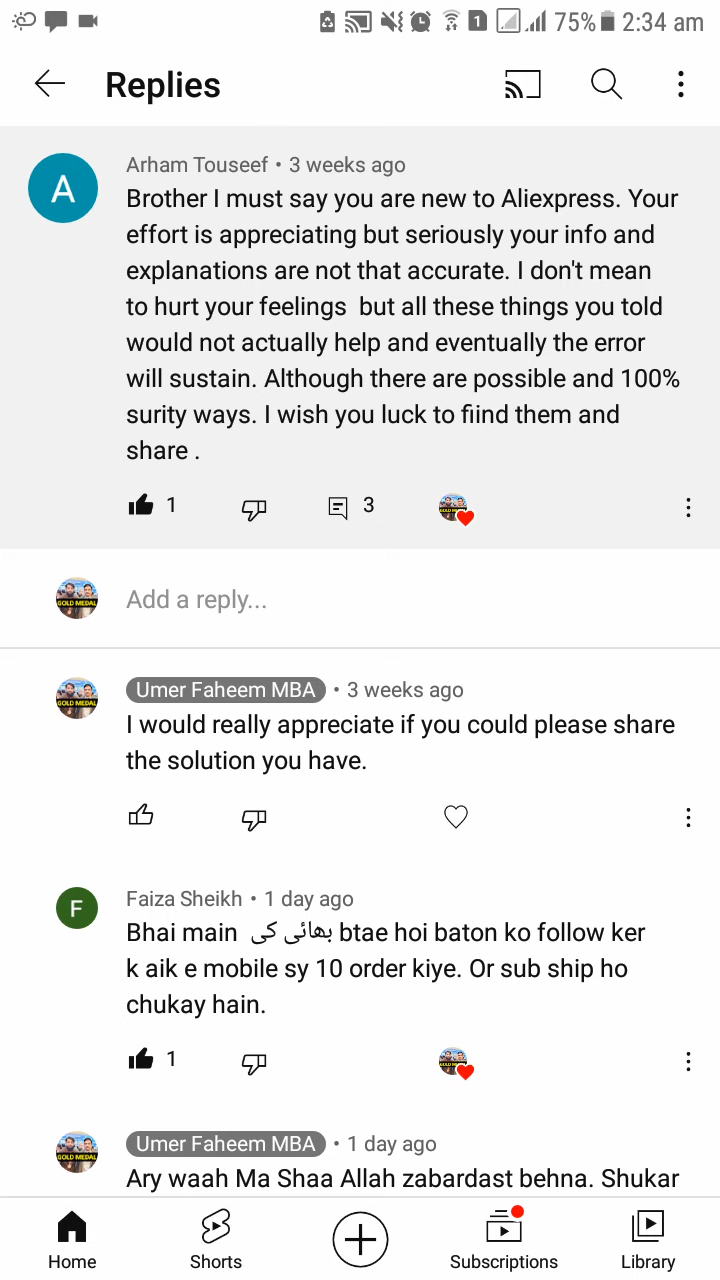 1 75% 2:34 am
Replies
A
Arham Touseef • 3 weeks ago
Brother I must say you are new to Aliexpress. Your
effort is appreciating but seriously your info and
explanations are not that accurate. I don't mean
to hurt your feelings  but all these things you told
would not actually help and eventually the error
will sustain. Although there are possible and 100%
surity ways. I wish you luck to fiind them and
share .
1 3
GOLD MEDAL Add a reply...
GOLD MEDAL
Umer Faheem MBA • 3 weeks ago
I would really appreciate if you could please share
the solution you have.
F
Faiza Sheikh • 1 day ago
Bhai main بھائی کی btae hoi baton ko follow ker
k aik e mobile sy 10 order kiye. Or sub ship ho
chukay hain.
1
GOLD MEDAL
Umer Faheem MBA • 1 day ago
Ary waah Ma Shaa Allah zabardast behna. Shukar
Home Shorts Subscriptions Library